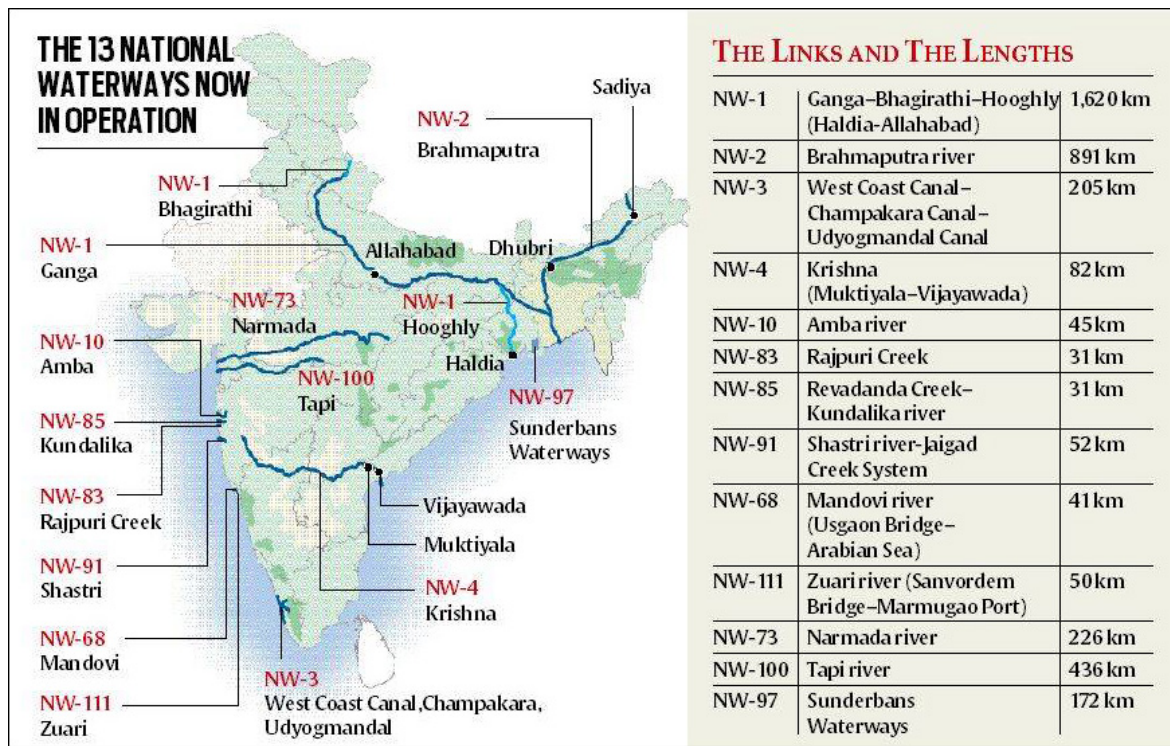 THE 13 NATIONAL
WATERWAYS NOW
IN OPERATION
Sadiya
NW-2
Brahmaputra
NW-1
Bhagirathi
NW-1
Ganga
Allahabad
Dhubri
NW-73
Narmada
NW-1
Hooghly
NW-10
Amba
Haldia
NW-100
Tapi
NW-97
Sunderbans
Waterways
NW-85
Kundalika
NW-83
Rajpuri Creek
Vijayawada
Muktiyala
NW-91
Shastri
NW-4
Krishna
NW-68
Mandovi
NW-3
West Coast Canal,Champakara,
Udyogmandal
NW-111
Zuari
THE LINKS AND THE LENGTHS
NW-1 Ganga–Bhagirathi–Hooghly 1,620 km
(Haldia-Allahabad)
NW-2 Brahmaputra river 891 km
NW-3 West Coast Canal– 205 km
Champakara Canal–
Udyogmandal Canal
NW-4 Krishna 82 km
(Muktiyala–Vijayawada)
NW-10 Amba river 45 km
NW-83 Rajpuri Creek 31 km
NW-85 Revadanda Creek– 31 km
Kundalika river
NW-91 Shastri river-Jaigad 52 km
Creek System
NW-68 Mandovi river 41 km
(Usgaon Bridge–
Arabian Sea)
NW-111 Zuari river (Sanvordem 50 km
Bridge–Marmugao Port)
NW-73 Narmada river 226 km
NW-100 Tapi river 436 km
NW-97 Sunderbans 172 km
Waterways